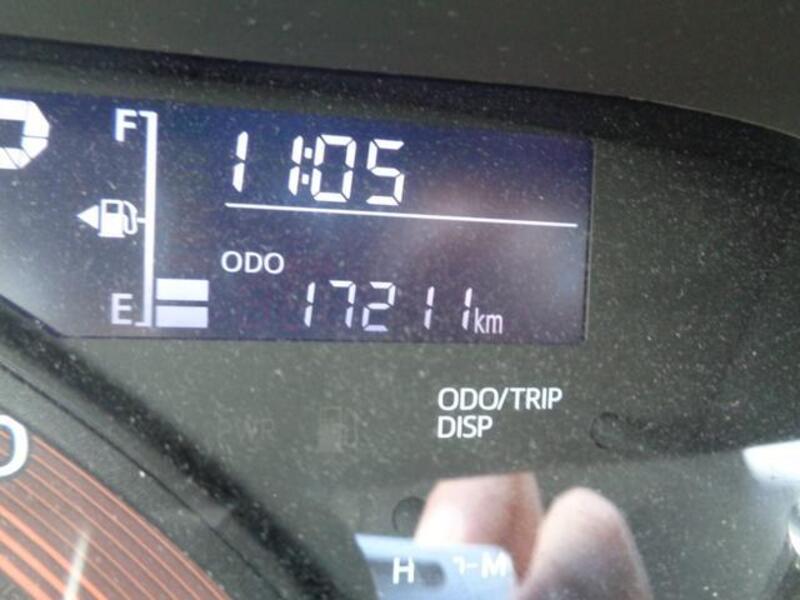 F
11:05
ODO
E
17211km
ODO/TRIP
DISP
H
-M